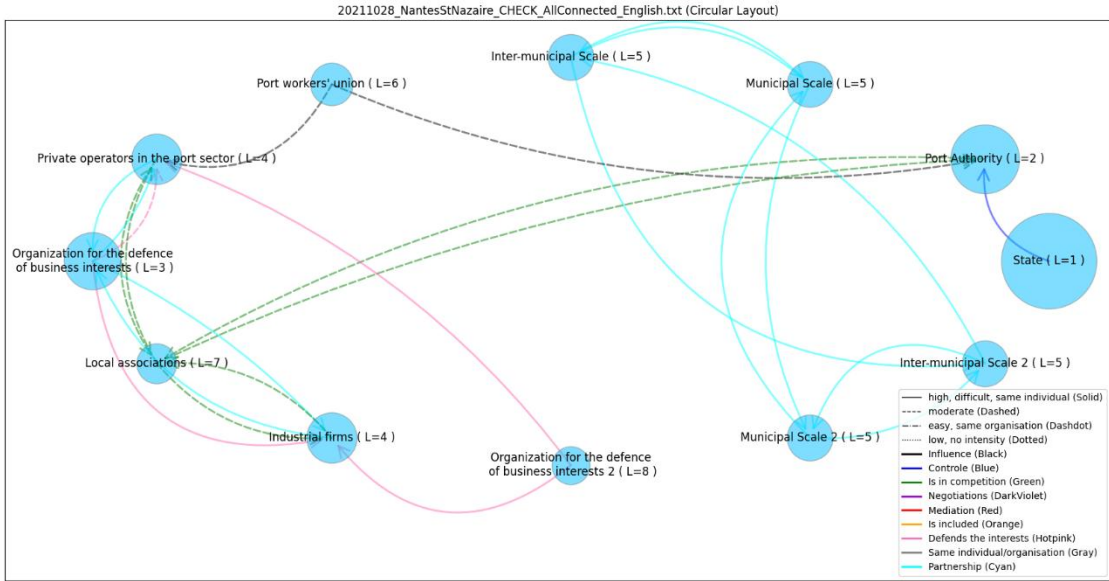 20211028_NantesStNazaire_CHECK_AllConnected_English.txt (Circular Layout)
Inter-municipal Scale ( L=5 )
Port workers' union ( L=6 )
Municipal Scale ( L=5 )
Private operators in the port sector ( L=4 )
Port Authority ( L=2 )
Organization for the defence
of business interests ( L=3 )
State ( L=1 )
Local associations ( L=7 )
Inter-municipal Scale 2 ( L=5 )
Industrial firms ( L=4 )
Organization for the defence
of business interests 2 ( L=8 )
Municipal Scale 2 ( L=5 )
high, difficult, same individual (Solid)
moderate (Dashed)
easy, same organisation (Dashdot)
low, no intensity (Dotted)
Influence (Black)
Controle (Blue)
Is in competition (Green)
Negotiations (DarkViolet)
Mediation (Red)
Is included (Orange)
Defends the interests (Hotpink)
Same individual/organisation (Gray)
Partnership (Cyan)